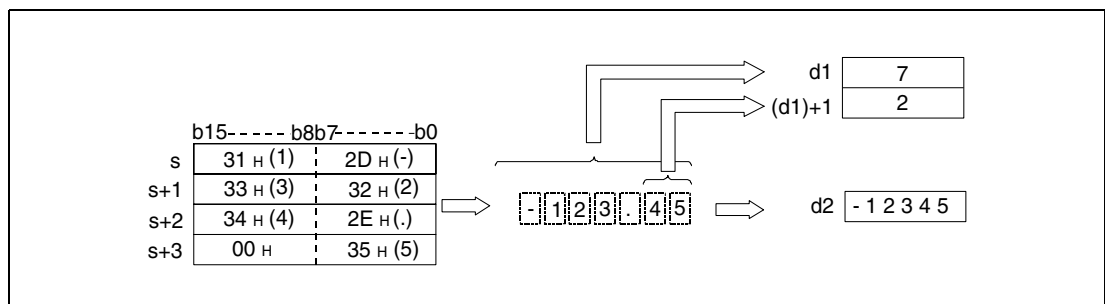 d1 7
(d1)+1 2
b15------b8b7-------b0
s 31 H (1) 2D H (-)
s+1 33 H (3) 32 H (2)
s+2 34 H (4) 2E H (.)
s+3 00 H 35 H (5)
- 1 2 3 . 4 5
d2 - 1 2 3 4 5